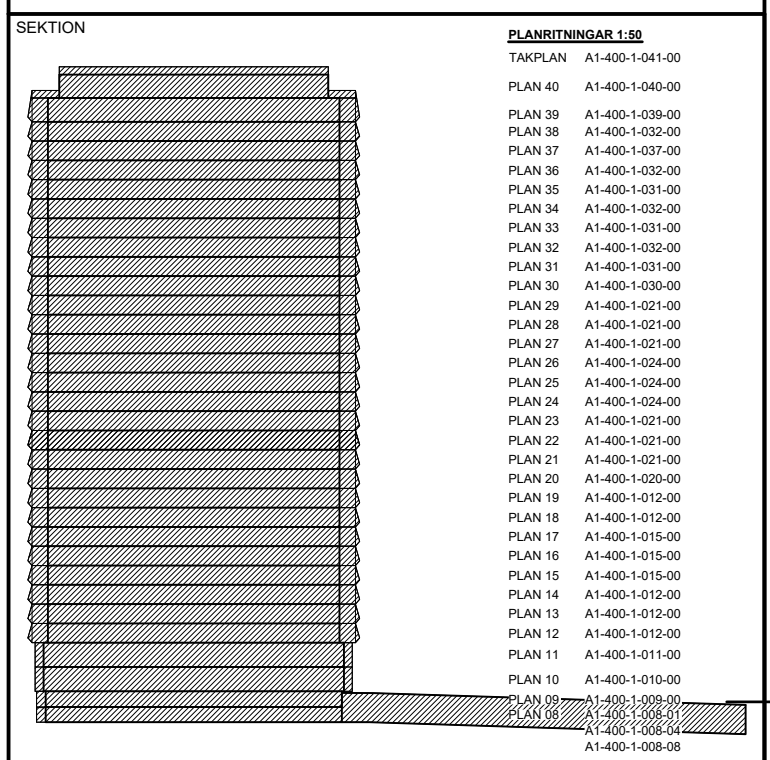 SEKTION
PLANRITNINGAR 1:50
TAKPLAN A1-400-1-041-00
PLAN 40 A1-400-1-040-00
PLAN 39 A1-400-1-039-00
PLAN 38 A1-400-1-032-00
PLAN 37 A1-400-1-037-00
PLAN 36 A1-400-1-032-00
PLAN 35 A1-400-1-031-00
PLAN 34 A1-400-1-032-00
PLAN 33 A1-400-1-031-00
PLAN 32 A1-400-1-032-00
PLAN 31 A1-400-1-031-00
PLAN 30 A1-400-1-030-00
PLAN 29 A1-400-1-021-00
PLAN 28 A1-400-1-021-00
PLAN 27 A1-400-1-021-00
PLAN 26 A1-400-1-024-00
PLAN 25 A1-400-1-024-00
PLAN 24 A1-400-1-024-00
PLAN 23 A1-400-1-021-00
PLAN 22 A1-400-1-021-00
PLAN 21 A1-400-1-021-00
PLAN 20 A1-400-1-020-00
PLAN 19 A1-400-1-012-00
PLAN 18 A1-400-1-012-00
PLAN 17 A1-400-1-015-00
PLAN 16 A1-400-1-015-00
PLAN 15 A1-400-1-015-00
PLAN 14 A1-400-1-012-00
PLAN 13 A1-400-1-012-00
PLAN 12 A1-400-1-012-00
PLAN 11 A1-400-1-011-00
PLAN 10 A1-400-1-010-00
PLAN 09 A1-400-1-009-00
PLAN 08 A1-400-1-008-01
A1-400-1-008-04
A1-400-1-008-08